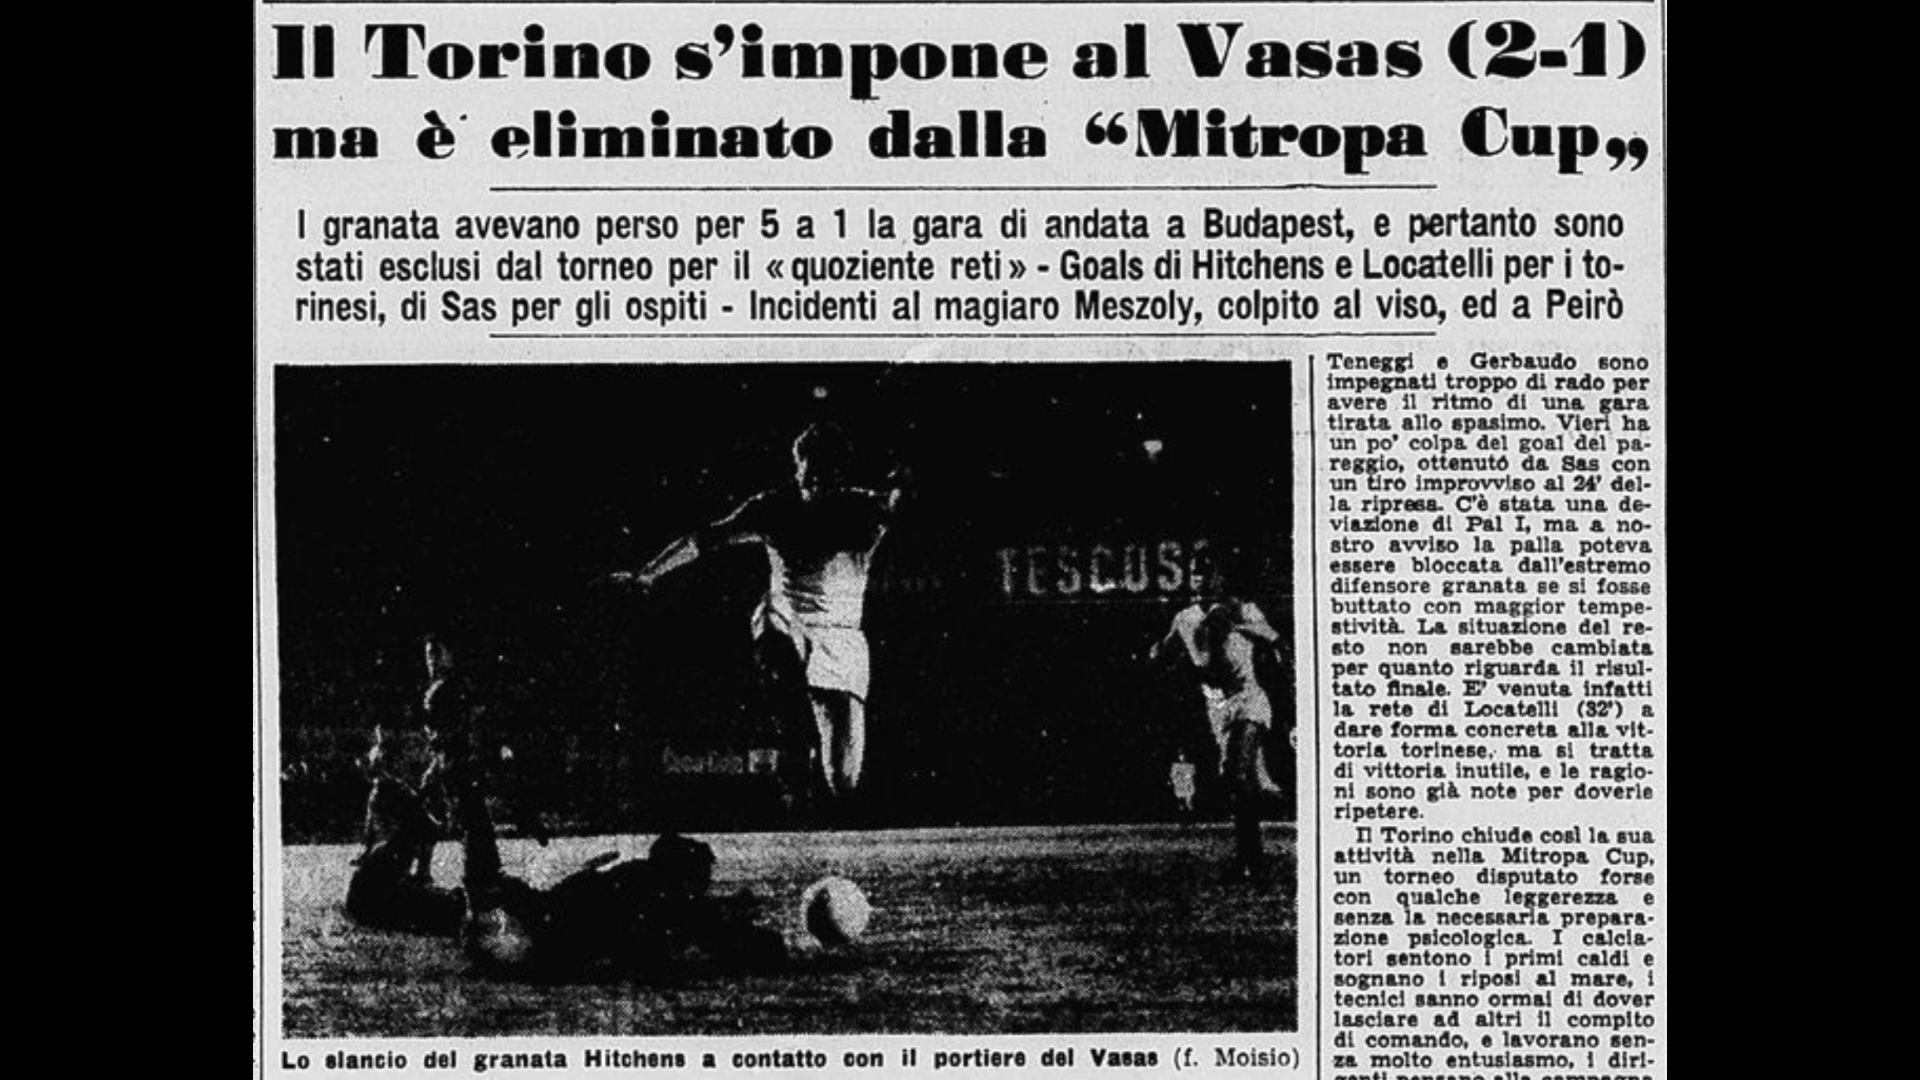 Il Torino s'impone al Vasas (2-1)
ma è eliminato dalla “Mitropa Cup„
I granata avevano perso per 5 a 1 la gara di andata a Budapest, e pertanto sono
stati esclusi dal torneo per il « quoziente reti » - Goals di Hitchens e Locatelli per i to-
rinesi, di Sas per gli ospiti - Incidenti al magiaro Meszoly, colpito al viso, ed a Peirò
TESCOSA
Lo slancio del granata Hitchens a contatto con il portiere del Vasas (f. Moisio)
Teneggi e Gerbaudo sono
impegnati troppo di rado per
avere il ritmo di una gara
tirata allo spasimo. Vieri ha
un po' colpa del goal del pa-
reggio, ottenuto da Sas con
un tiro improvviso al 24' del-
la ripresa. C'è stata una de-
viazione di Pal I, ma a no-
stro avviso la palla poteva
essere bloccata dall'estremo
difensore granata se si fosse
buttato con maggior tempe-
stività. La situazione del re-
sto non sarebbe cambiata
per quanto riguarda il risul-
tato finale. E' venuta infatti
la rete di Locatelli (32') a
dare forma concreta alla vit-
toria torinese, ma si tratta
di vittoria inutile, e le ragio-
ni sono già note per doverle
ripetere.
Il Torino chiude così la sua
attività nella Mitropa Cup,
un torneo disputato forse
con qualche leggerezza e
senza la necessaria prepara-
zione psicologica. I calcia-
tori sentono i primi caldi e
sognano i riposi al mare, i
tecnici sanno ormai di dover
lasciare ad altri il compito
di comando, e lavorano sen-
za molto entusiasmo, i diri-
genti pensano alla campagna